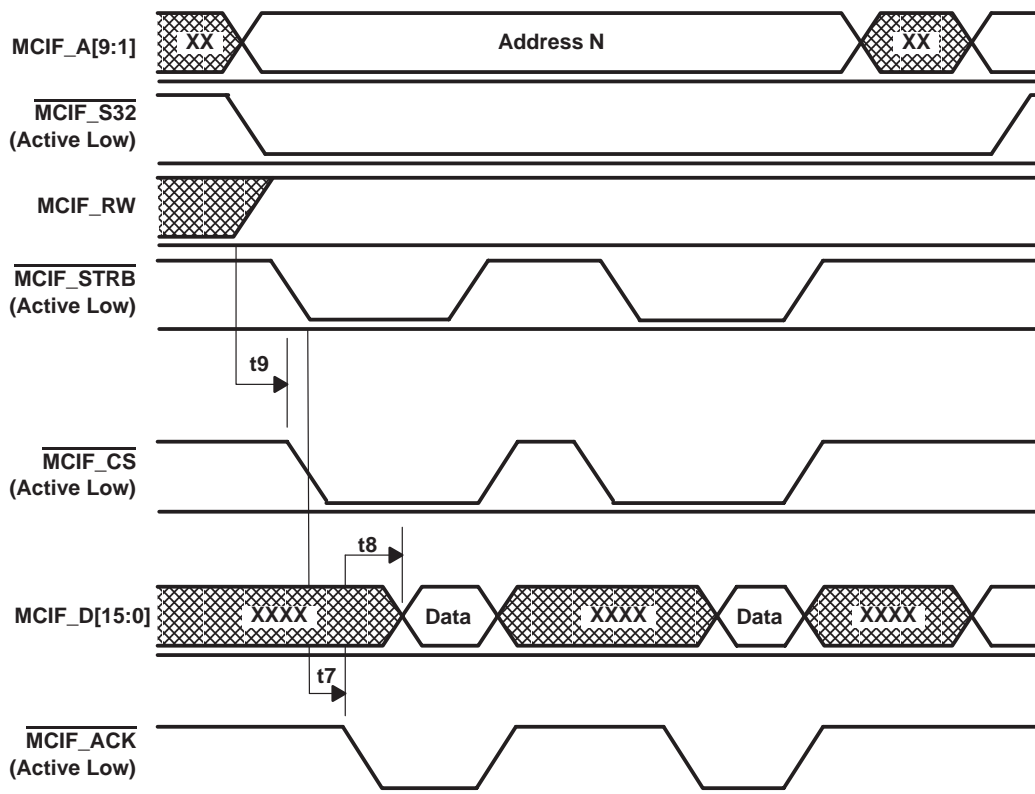 MCIF_A[9:1]
XX
Address N
XX
MCIF_S32
(Active Low)
MCIF_RW
MCIF_STRB
(Active Low)
t9
MCIF_CS
(Active Low)
t8
MCIF_D[15:0]
XXXX
Data
XXXX
Data
XXXX
t7
MCIF_ACK
(Active Low)